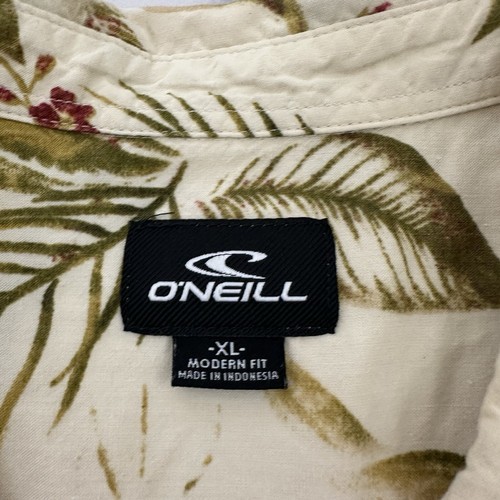 O'NEILL
-XL-
MODERN FIT
MADE IN INDONESIA